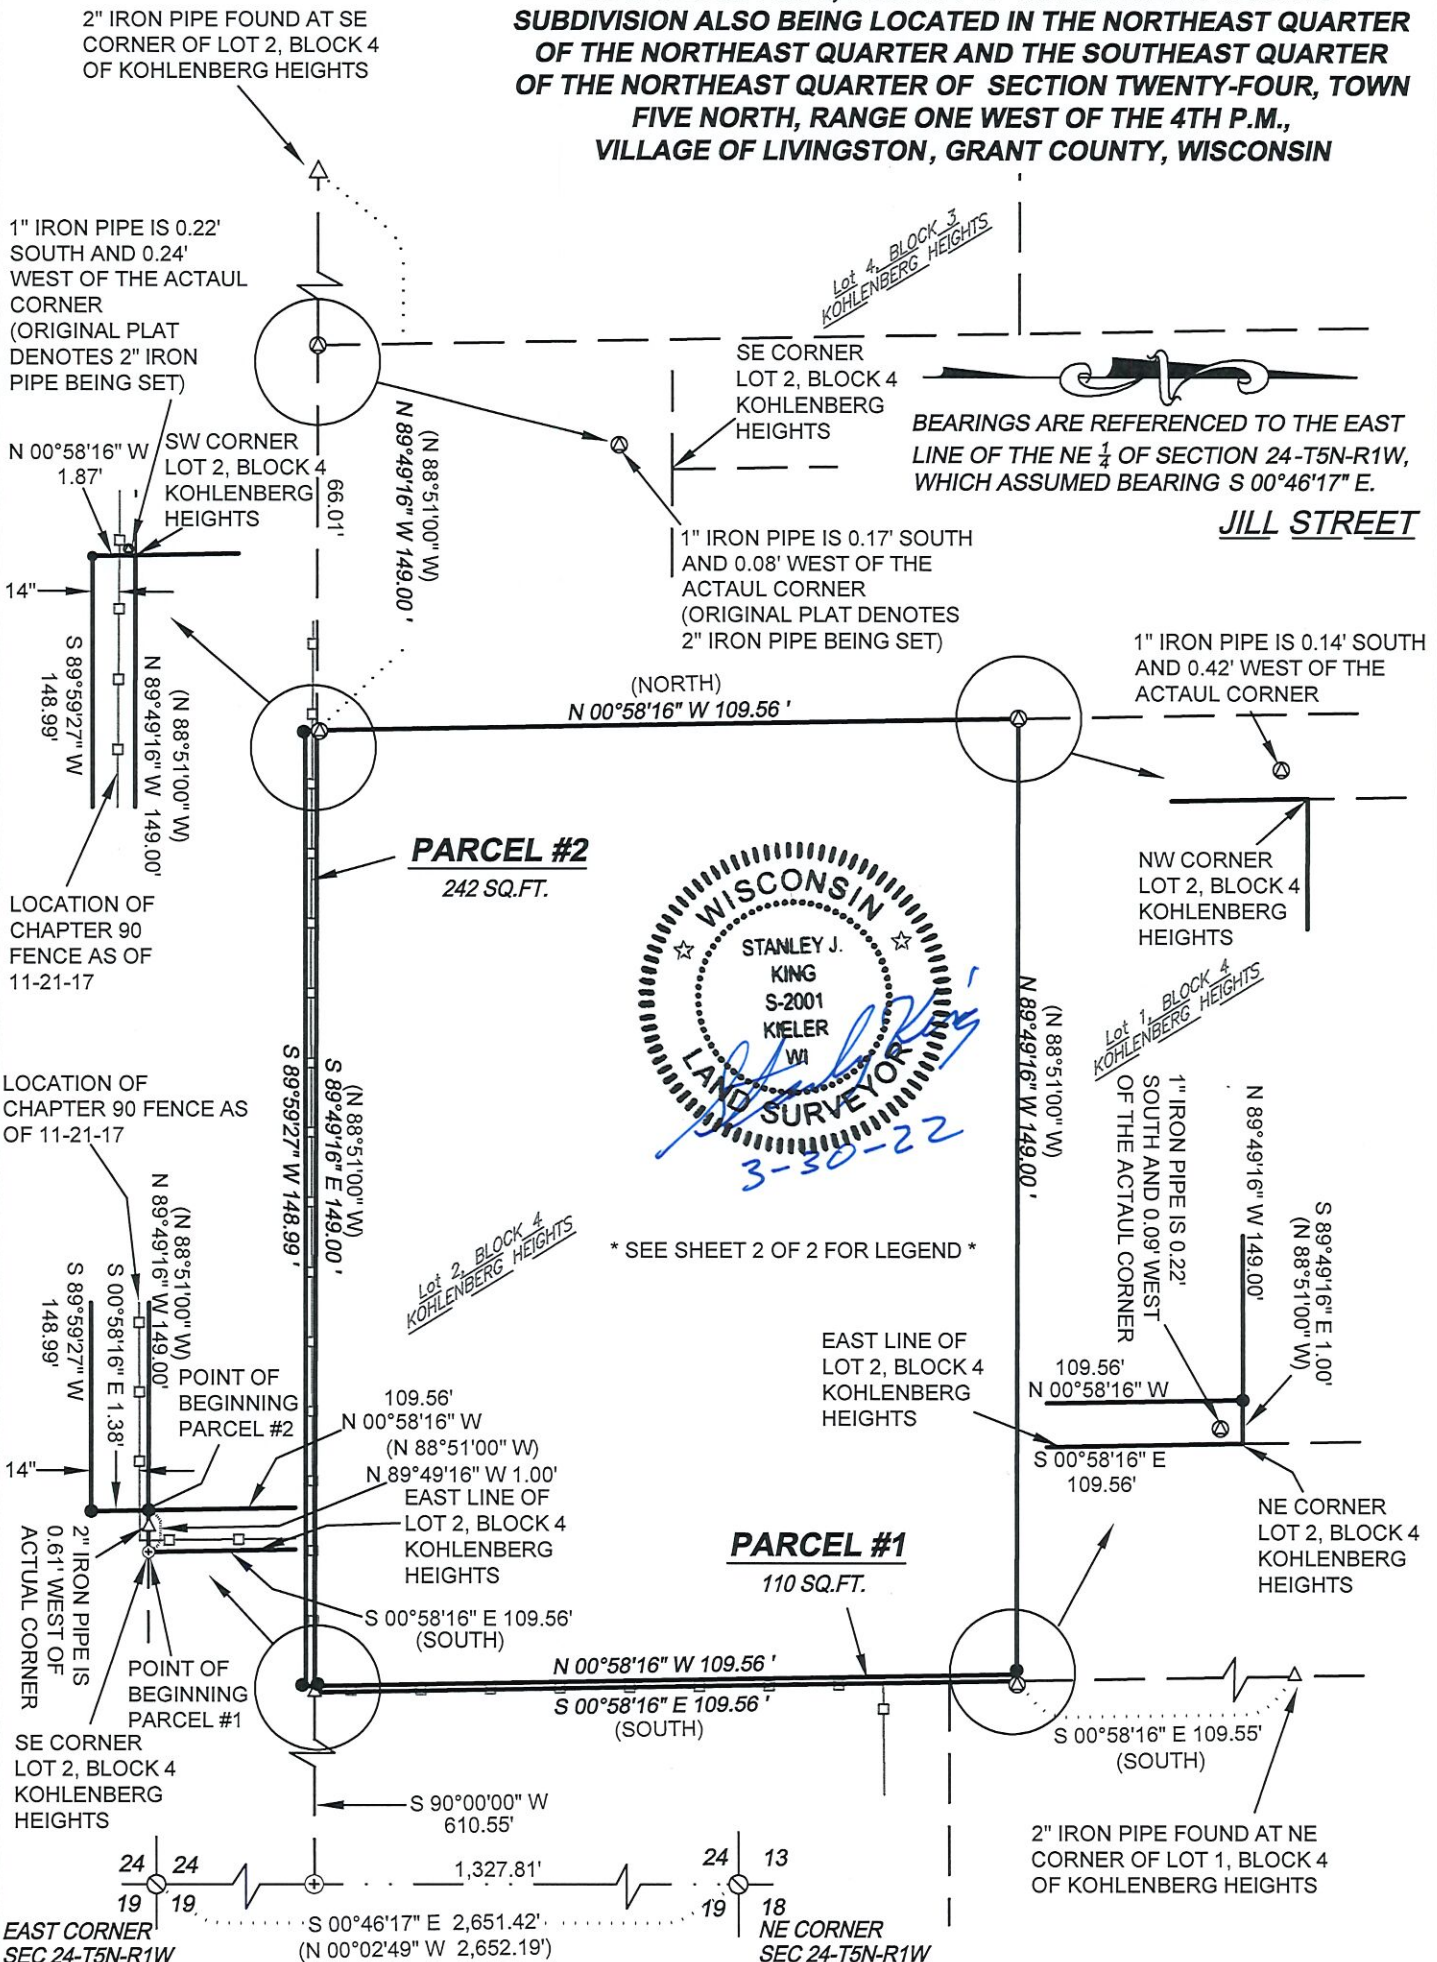 SUBDIVISION ALSO BEING LOCATED IN THE NORTHEAST QUARTER
OF THE NORTHEAST QUARTER AND THE SOUTHEAST QUARTER
OF THE NORTHEAST QUARTER OF SECTION TWENTY-FOUR, TOWN
FIVE NORTH, RANGE ONE WEST OF THE 4TH P.M.,
VILLAGE OF LIVINGSTON, GRANT COUNTY, WISCONSIN
2" IRON PIPE FOUND AT SE
CORNER OF LOT 2, BLOCK 4
OF KOHLENBERG HEIGHTS
1" IRON PIPE IS 0.22'
SOUTH AND 0.24'
WEST OF THE ACTAUL
CORNER
(ORIGINAL PLAT
DENOTES 2" IRON
PIPE BEING SET)
Lot 4, BLOCK 3
KOHLENBERG HEIGHTS
SE CORNER
LOT 2, BLOCK 4
KOHLENBERG
HEIGHTS
BEARINGS ARE REFERENCED TO THE EAST
LINE OF THE NE 1/4 OF SECTION 24-T5N-R1W,
WHICH ASSUMED BEARING S 00°46'17" E.
JILL STREET
N 00°58'16" W
1.87'
SW CORNER
LOT 2, BLOCK 4
KOHLENBERG
HEIGHTS
66.01'
(N 88°51'00" W)
N 89°49'16" W 149.00 '
1" IRON PIPE IS 0.17' SOUTH
AND 0.08' WEST OF THE
ACTAUL CORNER
(ORIGINAL PLAT DENOTES
2" IRON PIPE BEING SET)
14"
S 89°59'27" W
148.99'
(N 88°51'00" W)
N 89°49'16" W 149.00'
1" IRON PIPE IS 0.14' SOUTH
AND 0.42' WEST OF THE
ACTAUL CORNER
(NORTH)
N 00°58'16" W 109.56 '
PARCEL #2
242 SQ.FT.
NW CORNER
LOT 2, BLOCK 4
KOHLENBERG
HEIGHTS
LOCATION OF
CHAPTER 90
FENCE AS OF
11-21-17
WISCONSIN
STANLEY J.
KING
S-2001
KIELER
WI
LAND SURVEYOR
Stanley King
3-30-22
(N 88°51'00" W)
N 89°49'16" W 149.00 '
Lot 1, BLOCK 4
KOHLENBERG HEIGHTS
LOCATION OF
CHAPTER 90 FENCE AS
OF 11-21-17
(N 88°51'00" W)
S 89°49'16" E 149.00 '
S 89°59'27" W 148.99 '
1" IRON PIPE IS 0.22'
SOUTH AND 0.09' WEST
OF THE ACTAUL CORNER
N 89°49'16" W 149.00'
S 89°49'16" E 1.00'
(N 88°51'00" W)
Lot 2, BLOCK 4
KOHLENBERG HEIGHTS
* SEE SHEET 2 OF 2 FOR LEGEND *
(N 88°51'00" W)
N 89°49'16" W 149.00'
S 00°58'16" E 1.38'
S 89°59'27" W
148.99'
POINT OF
BEGINNING
PARCEL #2
109.56'
N 00°58'16" W
(N 88°51'00" W)
N 89°49'16" W 1.00'
EAST LINE OF
LOT 2, BLOCK 4
KOHLENBERG
HEIGHTS
EAST LINE OF
LOT 2, BLOCK 4
KOHLENBERG
HEIGHTS
109.56'
N 00°58'16" W
S 00°58'16" E
109.56'
14"
NE CORNER
LOT 2, BLOCK 4
KOHLENBERG
HEIGHTS
PARCEL #1
110 SQ.FT.
2" IRON PIPE IS
0.61' WEST OF
ACTUAL CORNER
S 00°58'16" E 109.56'
(SOUTH)
POINT OF
BEGINNING
PARCEL #1
SE CORNER
LOT 2, BLOCK 4
KOHLENBERG
HEIGHTS
N 00°58'16" W 109.56 '
S 00°58'16" E 109.56 '
(SOUTH)
S 00°58'16" E 109.55'
(SOUTH)
S 90°00'00" W
610.55'
2" IRON PIPE FOUND AT NE
CORNER OF LOT 1, BLOCK 4
OF KOHLENBERG HEIGHTS
24 24
19 19
1,327.81'
24 13
19 18
S 00°46'17" E 2,651.42'
(N 00°02'49" W 2,652.19')
EAST CORNER
SEC 24-T5N-R1W
NE CORNER
SEC 24-T5N-R1W